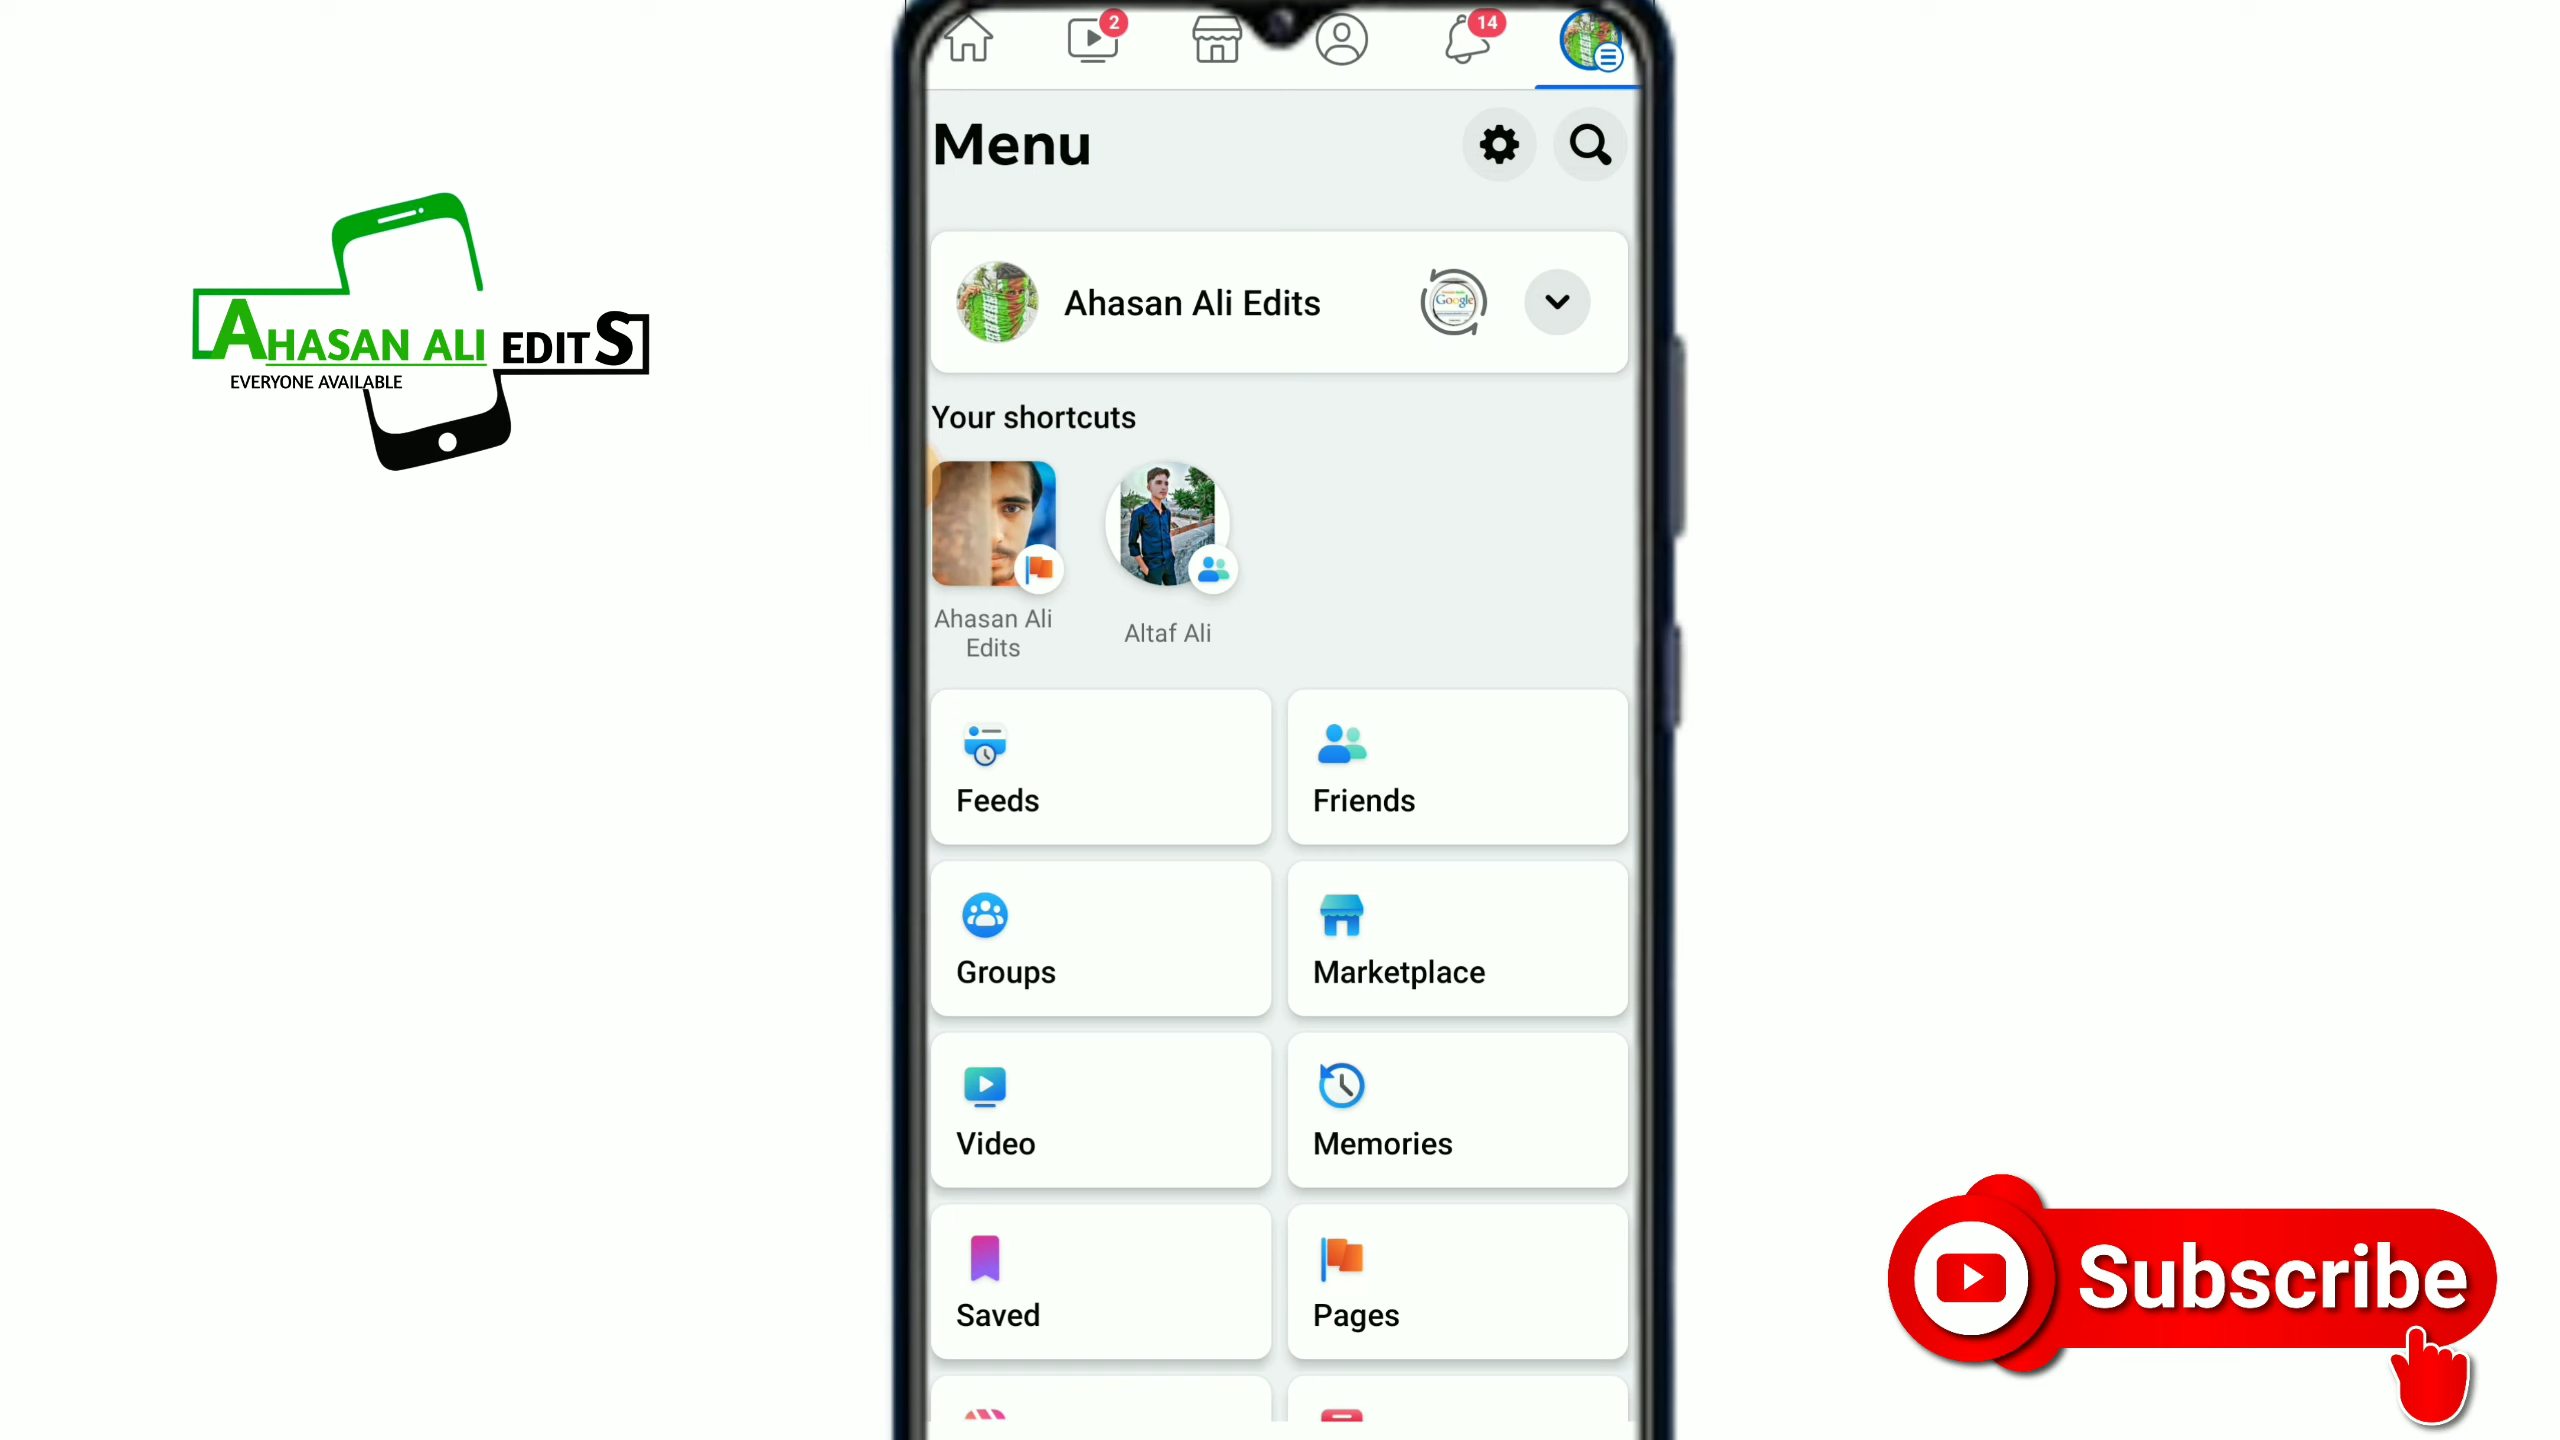 2
14
Menu
Ahasan Ali Edits
Google
AHASAN ALI EDITS
EVERYONE AVAILABLE
Your shortcuts
Ahasan Ali
Edits
Altaf Ali
Feeds
Friends
Groups
Marketplace
Video
Memories
Saved
Pages
Subscribe